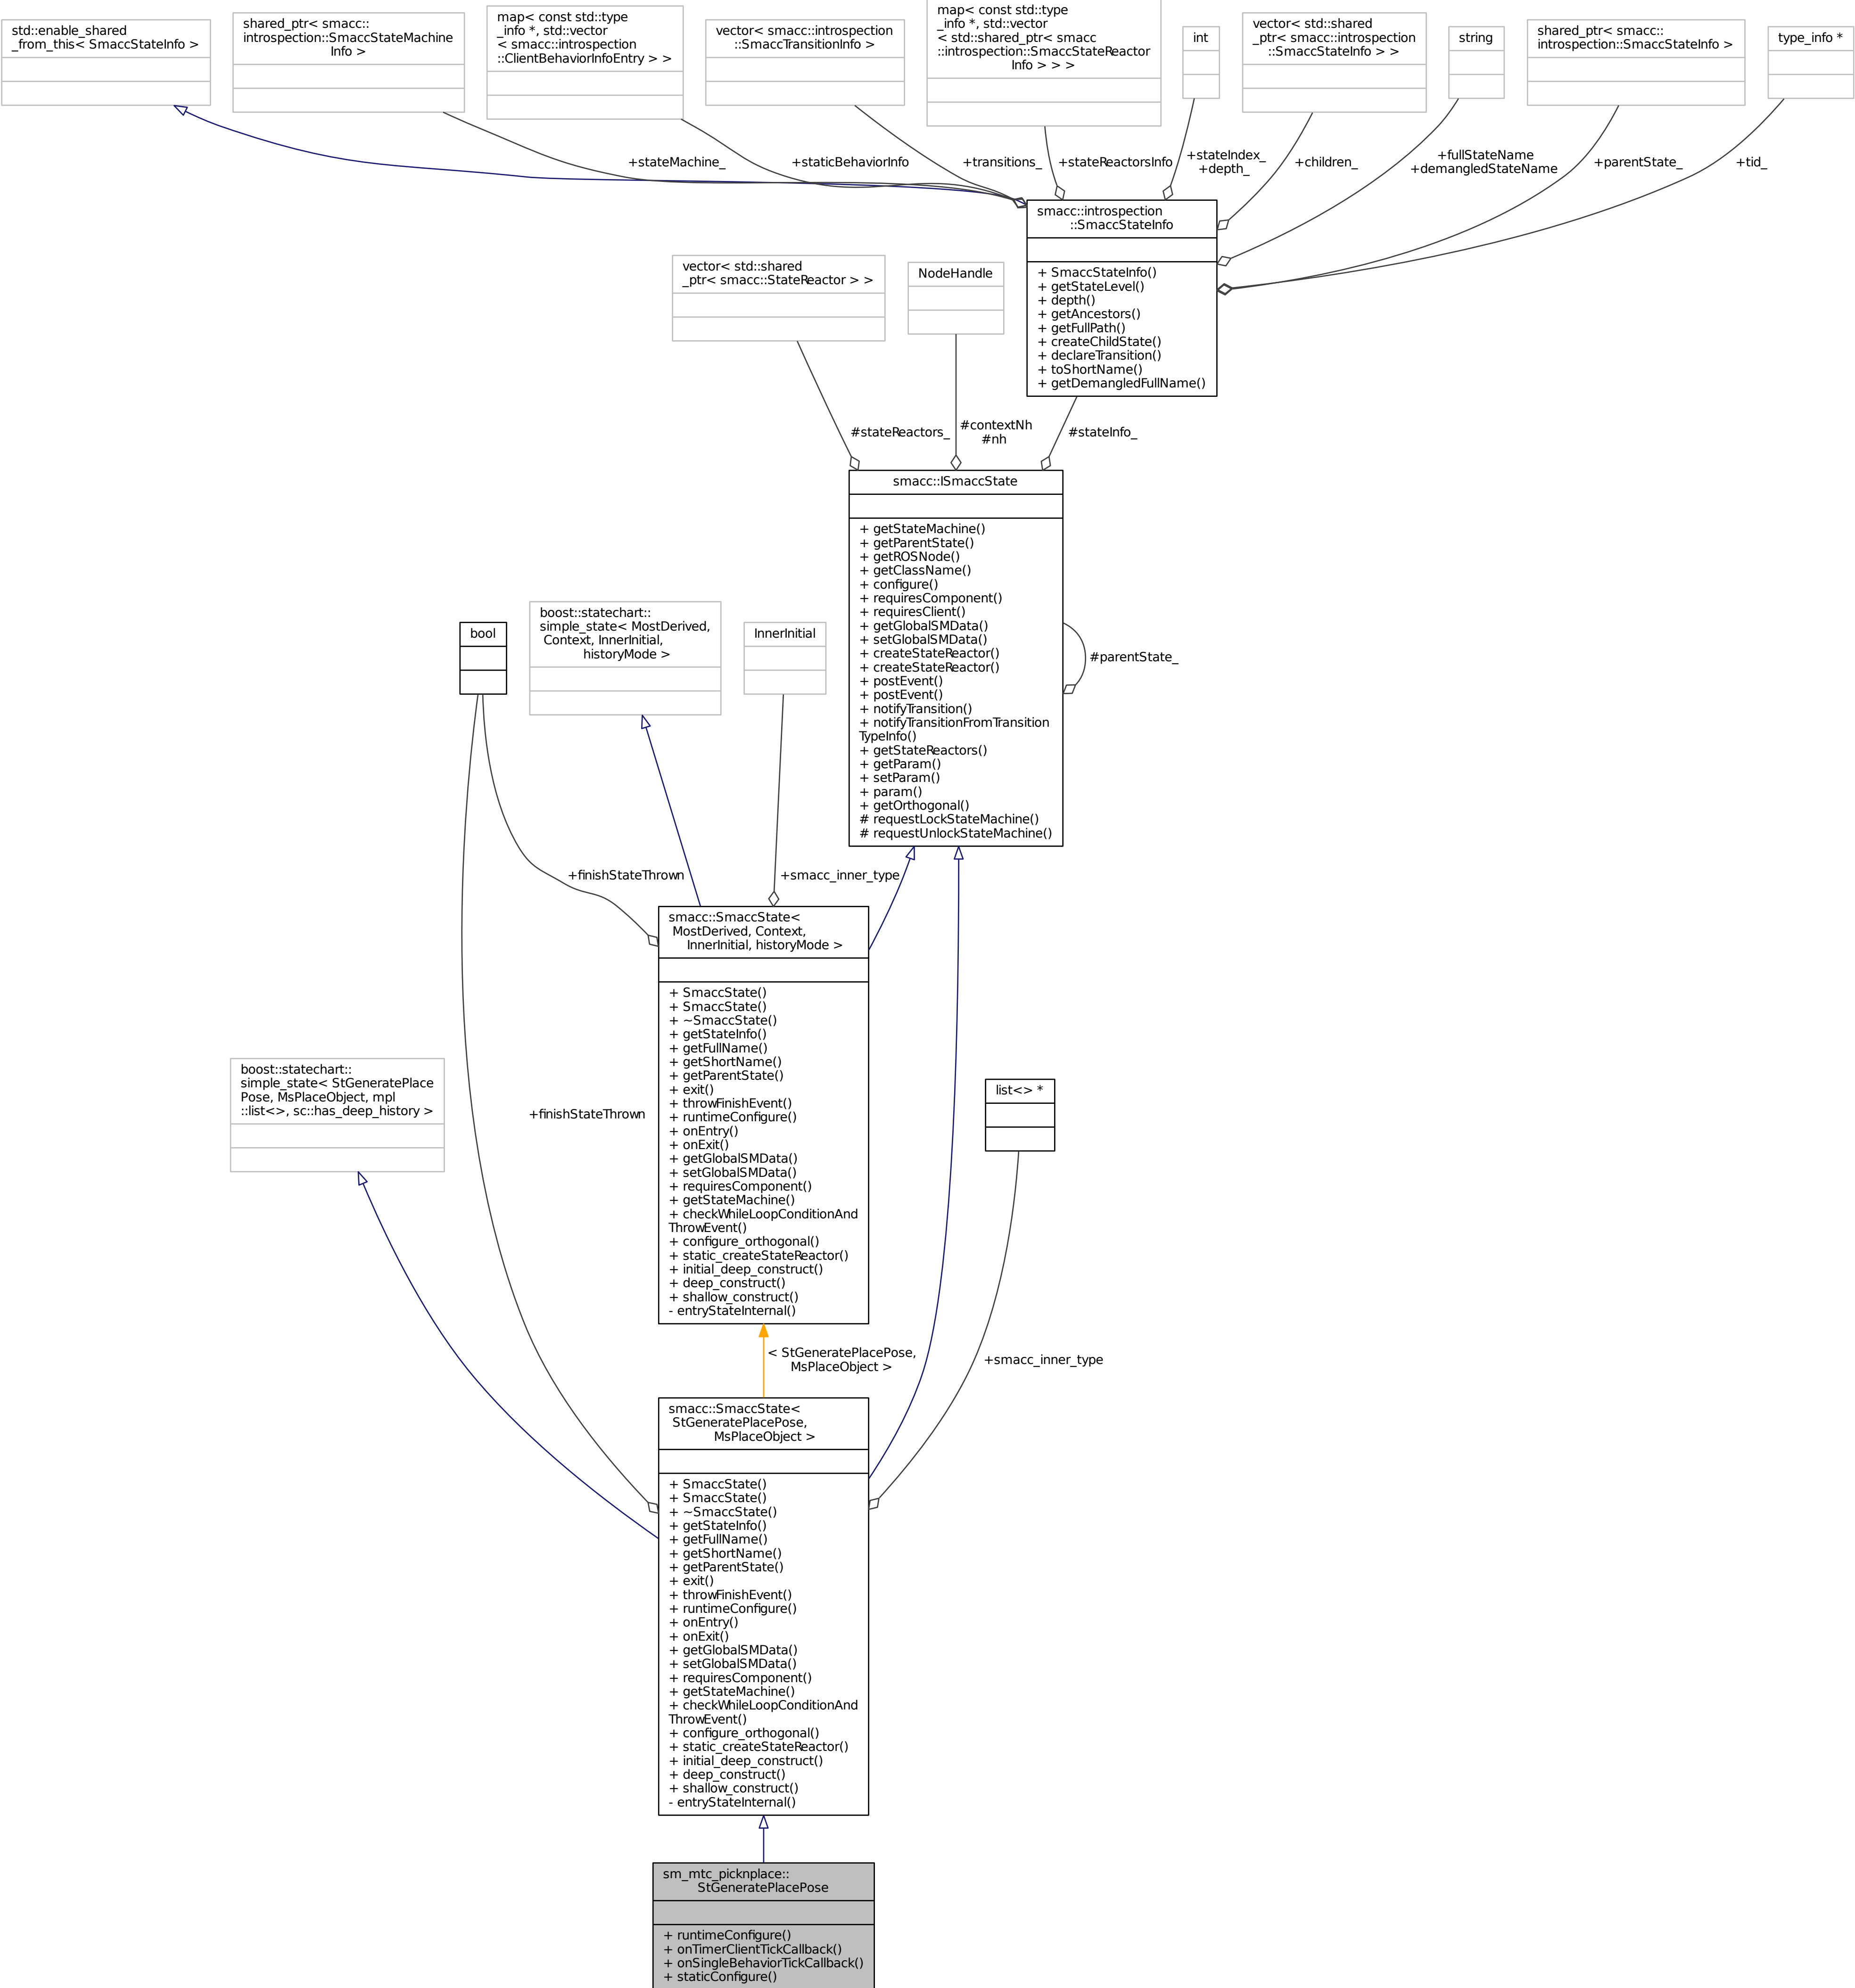 std::enable_shared
_from_this< SmaccStateInfo >
shared_ptr< smacc::
introspection::SmaccStateMachine
Info >
map< const std::type
_info *, std::vector
< smacc::introspection
::ClientBehaviorInfoEntry > >
vector< smacc::introspection
::SmaccTransitionInfo >
map< const std::type
_info *, std::vector
< std::shared_ptr< smacc
::introspection::SmaccStateReactor
Info > > >
int
vector< std::shared
_ptr< smacc::introspection
::SmaccStateInfo > >
string
shared_ptr< smacc::
introspection::SmaccStateInfo >
type_info *
+stateMachine_
+staticBehaviorInfo
+transitions_
+stateReactorsInfo
+stateIndex_
+depth_
+children_
+fullStateName
+demangledStateName
+parentState_
+tid_
smacc::introspection
::SmaccStateInfo
+ SmaccStateInfo()
+ getStateLevel()
+ depth()
+ getAncestors()
+ getFullPath()
+ createChildState()
+ declareTransition()
+ toShortName()
+ getDemangledFullName()
vector< std::shared
_ptr< smacc::StateReactor > >
NodeHandle
#stateReactors_
#contextNh
#nh
#stateInfo_
smacc::ISmaccState
+ getStateMachine()
+ getParentState()
+ getROSNode()
+ getClassName()
+ configure()
+ requiresComponent()
+ requiresClient()
+ getGlobalSMData()
+ setGlobalSMData()
+ createStateReactor()
+ createStateReactor()
+ postEvent()
+ postEvent()
+ notifyTransition()
+ notifyTransitionFromTransition
TypeInfo()
+ getStateReactors()
+ getParam()
+ setParam()
+ param()
+ getOrthogonal()
# requestLockStateMachine()
# requestUnlockStateMachine()
#parentState_
bool
boost::statechart::
simple_state< MostDerived,
Context, InnerInitial,
historyMode >
InnerInitial
+finishStateThrown
+smacc_inner_type
smacc::SmaccState<
MostDerived, Context,
InnerInitial, historyMode >
+ SmaccState()
+ SmaccState()
+ ~SmaccState()
+ getStateInfo()
+ getFullName()
+ getShortName()
+ getParentState()
+ exit()
+ throwFinishEvent()
+ runtimeConfigure()
+ onEntry()
+ onExit()
+ getGlobalSMData()
+ setGlobalSMData()
+ requiresComponent()
+ getStateMachine()
+ checkWhileLoopConditionAnd
ThrowEvent()
+ configure_orthogonal()
+ static_createStateReactor()
+ initial_deep_construct()
+ deep_construct()
+ shallow_construct()
- entryStateInternal()
boost::statechart::
simple_state< StGeneratePlace
Pose, MsPlaceObject, mpl
::list<>, sc::has_deep_history >
+finishStateThrown
list<> *
< StGeneratePlacePose,
MsPlaceObject >
+smacc_inner_type
smacc::SmaccState<
StGeneratePlacePose,
MsPlaceObject >
+ SmaccState()
+ SmaccState()
+ ~SmaccState()
+ getStateInfo()
+ getFullName()
+ getShortName()
+ getParentState()
+ exit()
+ throwFinishEvent()
+ runtimeConfigure()
+ onEntry()
+ onExit()
+ getGlobalSMData()
+ setGlobalSMData()
+ requiresComponent()
+ getStateMachine()
+ checkWhileLoopConditionAnd
ThrowEvent()
+ configure_orthogonal()
+ static_createStateReactor()
+ initial_deep_construct()
+ deep_construct()
+ shallow_construct()
- entryStateInternal()
sm_mtc_picknplace::
StGeneratePlacePose
+ runtimeConfigure()
+ onTimerClientTickCallback()
+ onSingleBehaviorTickCallback()
+ staticConfigure()